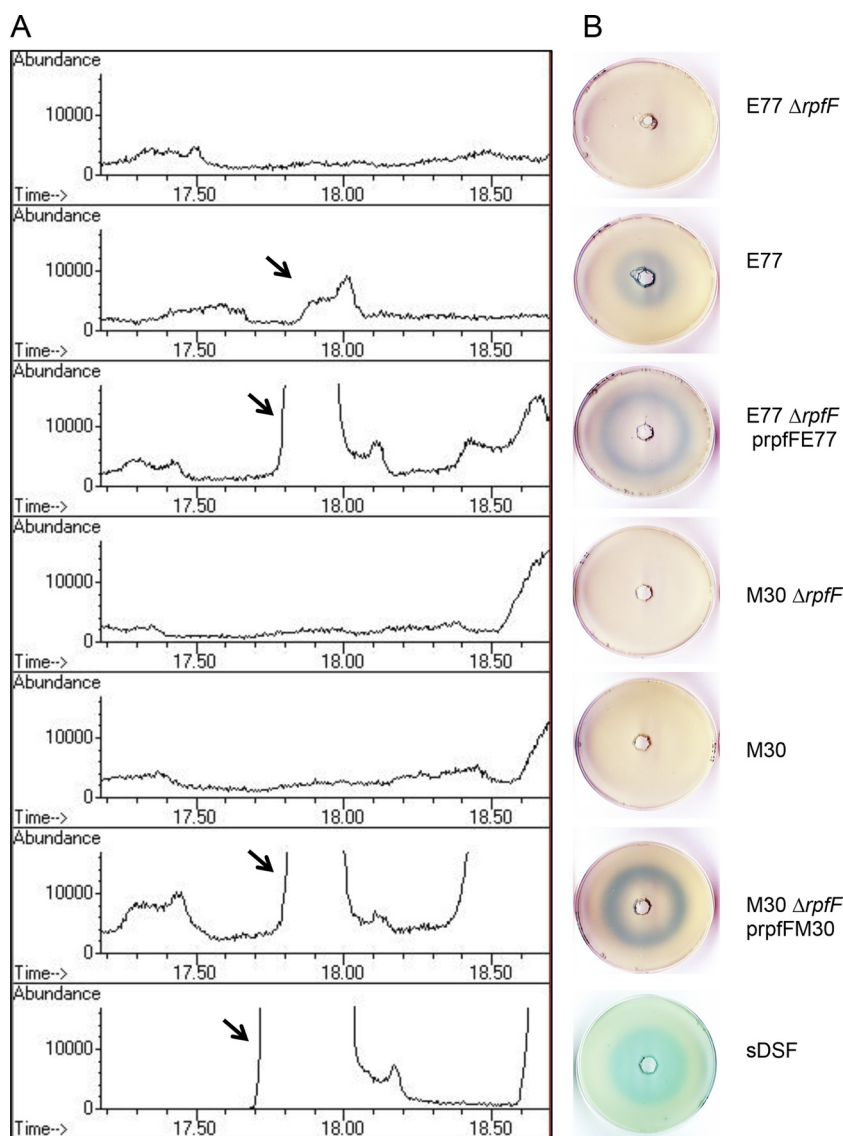 A
B
Abundance
10000
0
Time-->
17.50
18.00
18.50
E77 ΔrpfF
Abundance
10000
0
Time-->
17.50
18.00
18.50
E77
Abundance
10000
0
Time-->
17.50
18.00
18.50
E77 ΔrpfF
prpfFE77
Abundance
10000
0
Time-->
17.50
18.00
18.50
M30 ΔrpfF
Abundance
10000
0
Time-->
17.50
18.00
18.50
M30
Abundance
10000
0
Time-->
17.50
18.00
18.50
M30 ΔrpfF
prpfFM30
Abundance
10000
0
Time-->
17.50
18.00
18.50
sDSF